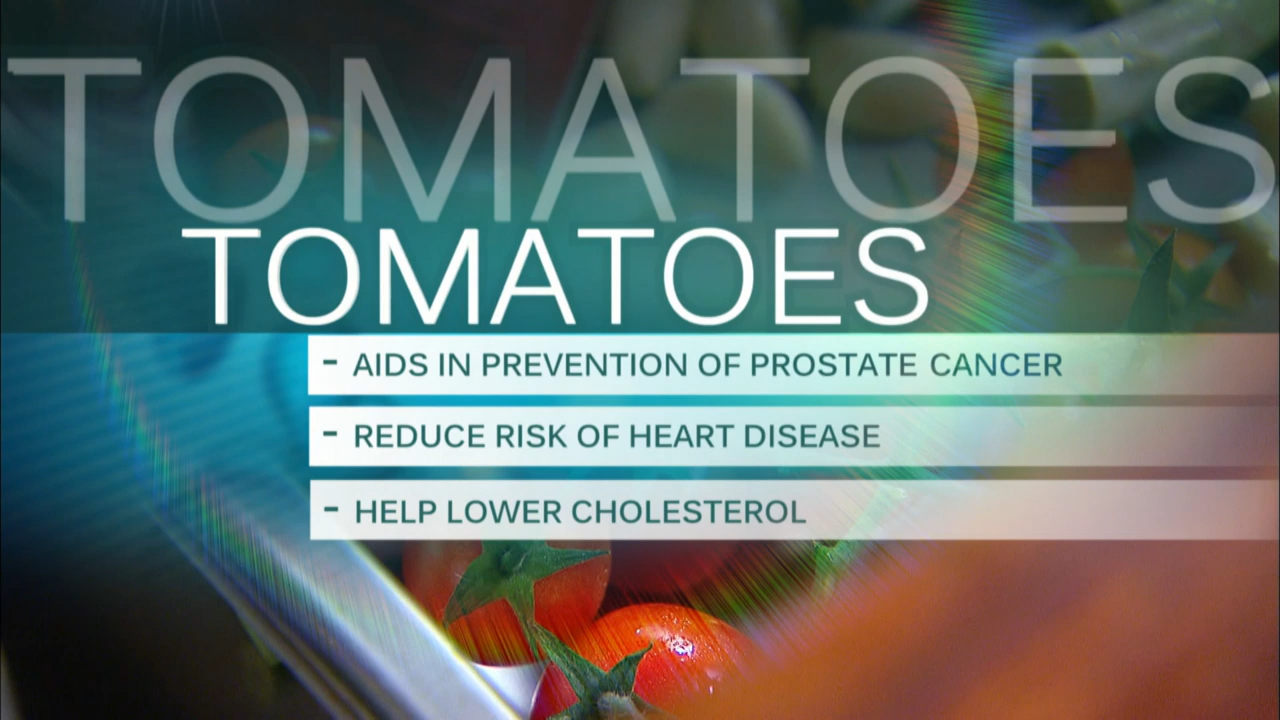 TOMATOES
TOMATOES
- AIDS IN PREVENTION OF PROSTATE CANCER
- REDUCE RISK OF HEART DISEASE
- HELP LOWER CHOLESTEROL